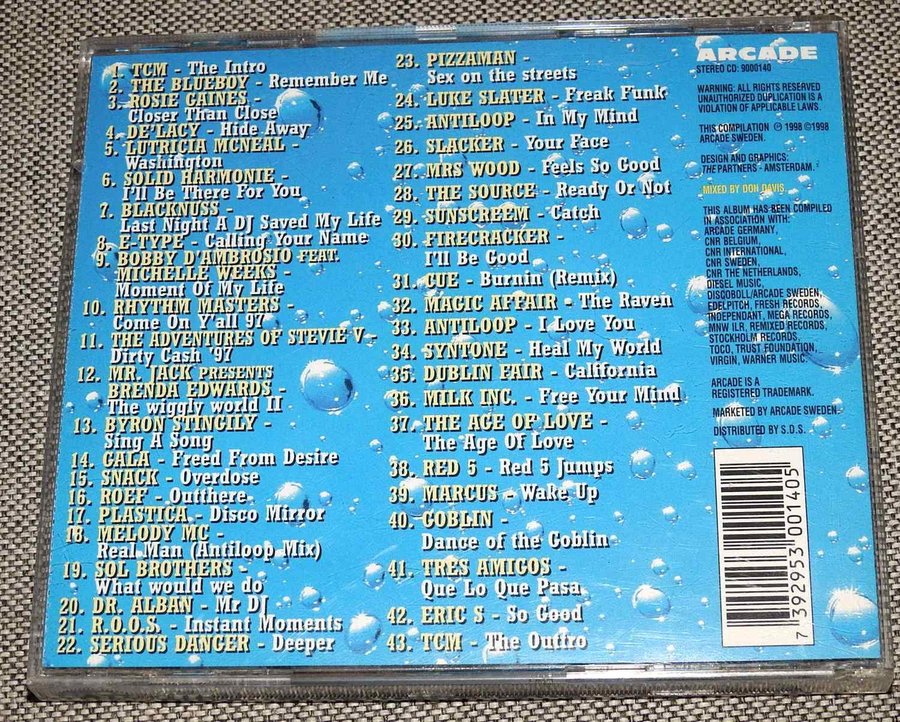 1. TCM - The Intro
2. THE BLUEBOY - Remember Me
3. ROSIE GAINES -
Closer Than Close
4. DE'LACY - Hide Away
5. LUTRICIA MCNEAL -
Washington
6. SOLID HARMONIE -
I'll Be There For You
7. BLACKNUSS -
Last Night A DJ Saved My Life
8. E-TYPE - Calling Your Name
9. BOBBY D'AMBROSIO FEAT.
MICHELLE WEEKS -
Moment Of My Life
10. RHYTHM MASTERS -
Come On Y'all 97
11. THE ADVENTURES OF STEVIE V -
Dirty Cash '97
12. MR. JACK PRESENTS
BRENDA EDWARDS -
The wiggly world II
13. BYRON STINGILY -
Sing A Song
14. GALA - Freed From Desire
15. SNACK - Overdose
16. ROEF - Outthere
17. PLASTICA - Disco Mirror
18. MELODY MC -
Real Man (Antiloop Mix)
19. SOL BROTHERS -
What would we do
20. DR. ALBAN - Mr DJ
21. R.O.O.S. - Instant Moments
22. SERIOUS DANGER - Deeper
23. PIZZAMAN -
Sex on the streets
24. LUKE SLATER - Freak Funk
25. ANTILOOP - In My Mind
26. SLACKER - Your Face
27. MRS WOOD - Feels So Good
28. THE SOURCE - Ready Or Not
29. SUNSCREEM - Catch
30. FIRECRACKER -
I'll Be Good
31. CUE - Burnin (Remix)
32. MAGIC AFFAIR - The Raven
33. ANTILOOP - I Love You
34. SYNTONE - Heal My World
35. DUBLIN FAIR - Calffornia
36. MILK INC. - Free Your Mind
37. THE AGE OF LOVE -
The Age Of Love
38. RED 5 - Red 5 Jumps
39. MARCUS - Wake Up
40. GOBLIN -
Dance of the Goblin
41. TRES AMIGOS -
Que Lo Que Pasa
42. ERIC S - So Good
43. TCM - The Outro
ARCADE
STEREO CD: 9000140
WARNING: ALL RIGHTS RESERVED
UNAUTHORIZED DUPLICATION IS A
VIOLATION OF APPLICABLE LAWS.
THIS COMPILATION ℗ 1998 ©1998
ARCADE SWEDEN.
DESIGN AND GRAPHICS:
THE PARTNERS - AMSTERDAM.
MIXED BY DON DAVIS
THIS ALBUM HAS BEEN COMPILED
IN ASSOCIATION WITH:
ARCADE GERMANY,
CNR BELGIUM,
CNR INTERNATIONAL,
CNR SWEDEN,
CNR THE NETHERLANDS,
DIESEL MUSIC,
DISCOBOLL/ARCADE SWEDEN,
EDELPITCH, FRESH RECORDS,
INDEPENDANT, MEGA RECORDS,
MNW ILR, REMIXED RECORDS,
STOCKHOLM RECORDS,
TOCO, TRUST FOUNDATION,
VIRGIN, WARNER MUSIC.
ARCADE IS A
REGISTERED TRADEMARK.
MARKETED BY ARCADE SWEDEN.
DISTRIBUTED BY S.D.S.
7 392953 001405